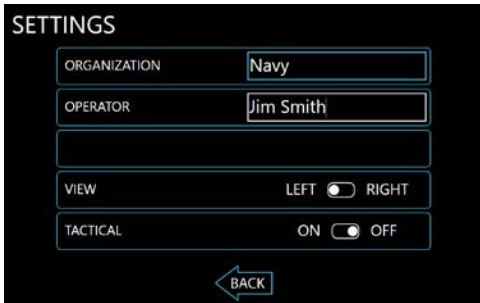 SETTINGS
ORGANIZATION Navy
OPERATOR Jim Smith
VIEW LEFT RIGHT
TACTICAL ON OFF
BACK